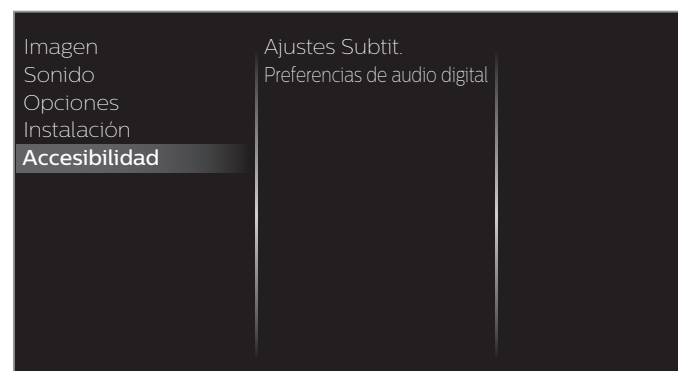 Imagen
Sonido
Opciones
Instalación
Accesibilidad
Ajustes Subtit.
Preferencias de audio digital